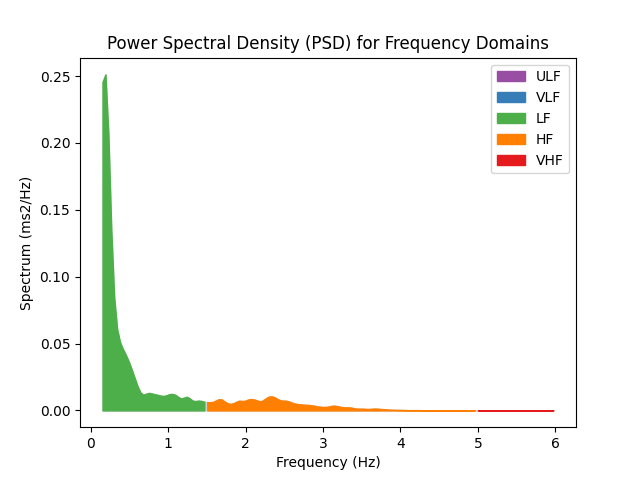 Power Spectral Density (PSD) for Frequency Domains
0.25
0.20
0.15
0.10
0.05
0.00
Spectrum (ms2/Hz)
ULF
VLF
LF
HF
VHF
0 1 2 3 4 5 6
Frequency (Hz)